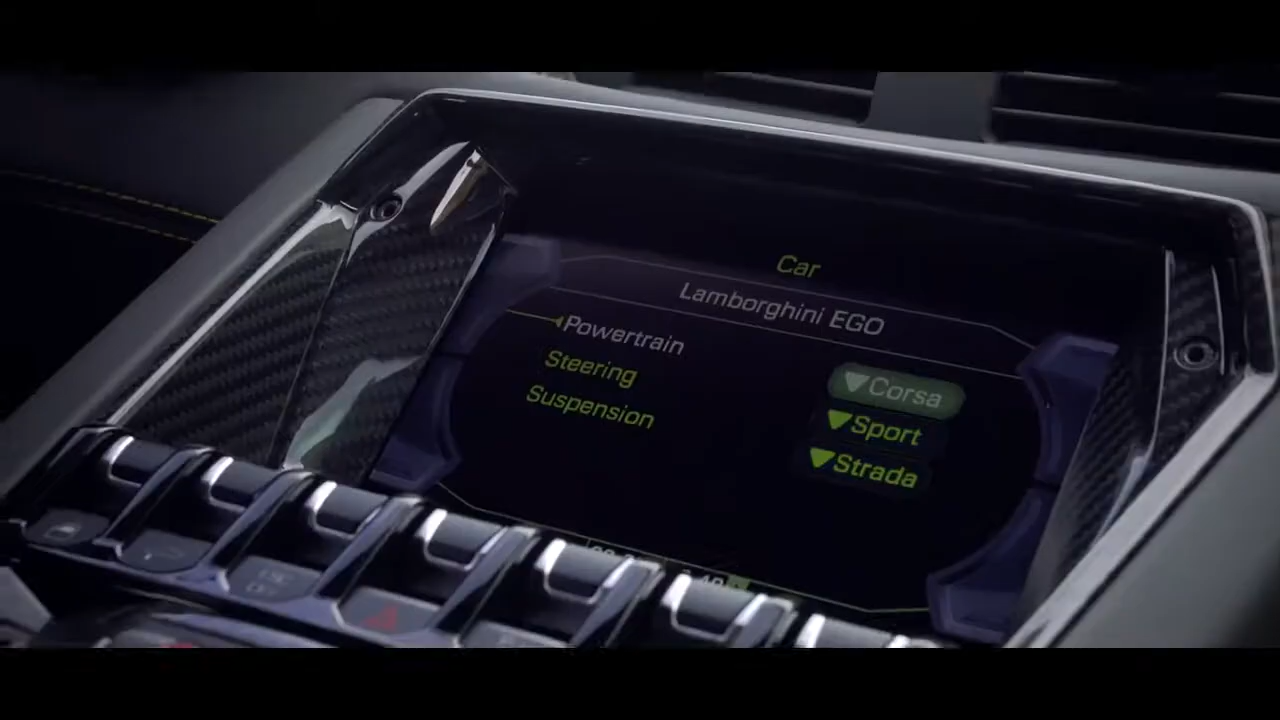 Car
Lamborghini EGO
Powertrain
Corsa
Steering
Sport
Suspension
Strada